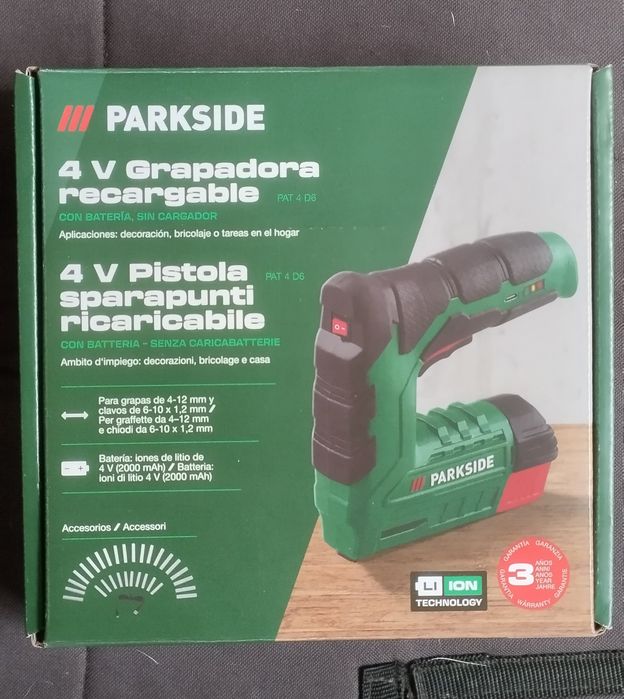 PARKSIDE
4 V Grapadora
recargable PAT 4 D6
CON BATERÍA, SIN CARGADOR
Aplicaciones: decoración, bricolaje o tareas en el hogar
4 V Pistola PAT 4 D6
sparapunti
ricaricabile
CON BATTERIA - SENZA CARICABATTERIE
Ambito d'impiego: decorazioni, bricolage e casa
Para grapas de 4-12 mm y
clavos de 6-10 x 1,2 mm /
Per graffette da 4–12 mm
e chiodi da 6-10 x 1,2 mm
Batería: iones de litio de
4 V (2000 mAh) / Batteria:
ioni di litio 4 V (2000 mAh)
Accesorios / Accessori
PARKSIDE
LI ION
TECHNOLOGY
GARANTÍA GARANZIA
GARANTIA GARANTIE
WARRANTY
3
AÑOS
ANNI
ANOS
YEAR
JAHRE